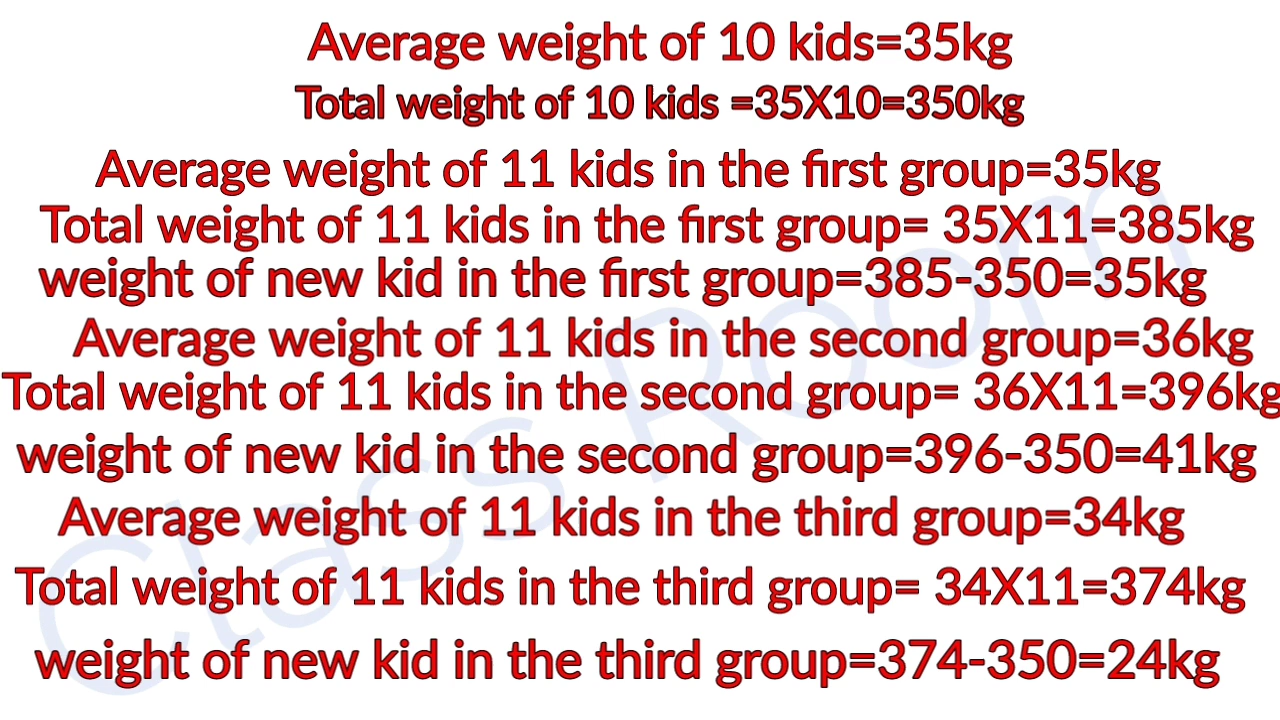 Average weight of 10 kids=35kg
Total weight of 10 kids =35X10=350kg
Average weight of 11 kids in the first group=35kg
Total weight of 11 kids in the first group= 35X11=385kg
weight of new kid in the first group=385-350=35kg
Average weight of 11 kids in the second group=36kg
Total weight of 11 kids in the second group= 36X11=396kg
weight of new kid in the second group=396-350=41kg
Average weight of 11 kids in the third group=34kg
Total weight of 11 kids in the third group= 34X11=374kg
weight of new kid in the third group=374-350=24kg
Class Room